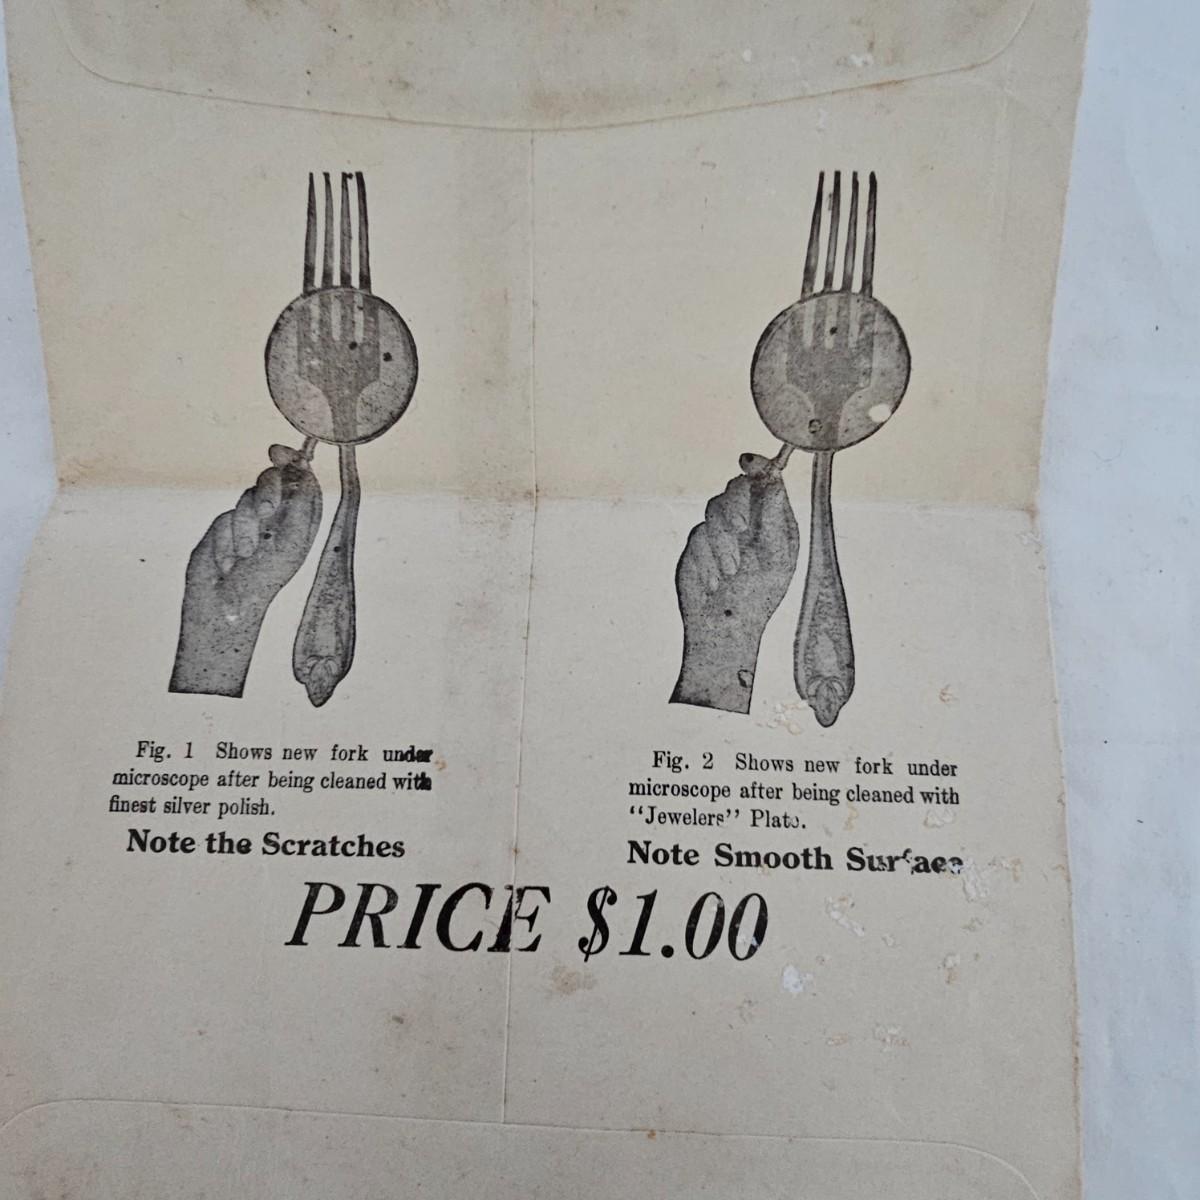 Fig. 1 Shows new fork under
microscope after being cleaned with
finest silver polish.
Note the Scratches
Fig. 2 Shows new fork under
microscope after being cleaned with
“Jewelers” Plate.
Note Smooth Surface
PRICE $1.00